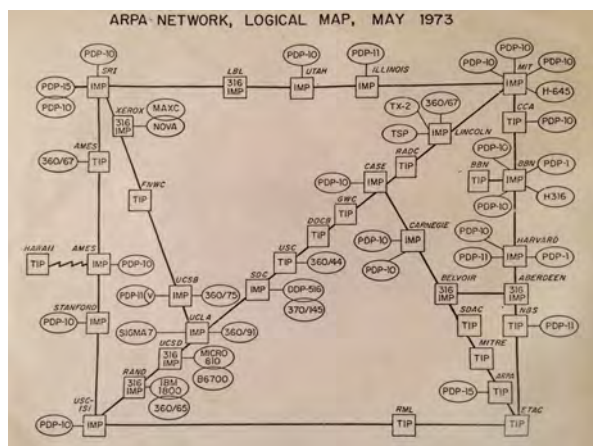 ARPA NETWORK, LOGICAL MAP, MAY 1973
PDP-10
SRI
PDP-15
IMP
PDP-10
LBL
316
IMP
PDP-10
UTAH
IMP
PDP-11
ILLINOIS
IMP
PDP-10
PDP-10
PDP-10
MIT
IMP
H-645
XEROX
316
IMP
MAXC
NOVA
TX-2
360/67
TSP
IMP
LINCOLN
CCA
TIP
PDP-10
AMES
360/67
TIP
RADC
TIP
CASE
PDP-10
IMP
PDP-10
BBN
TIP
BBN
IMP
PDP-1
PDP-10
H316
FNWC
TIP
GWC
TIP
DOCB
TIP
CARNEGIE
PDP-10
IMP
PDP-10
HARVARD
PDP-10
IMP
PDP-11
PDP-1
HAWAII
TIP
AMES
IMP
PDP-10
USC
TIP
360/44
UCSB
PDP-11
IMP
360/75
SDC
IMP
DDP-516
370/145
BELVOIR
316
IMP
ABERDEEN
316
IMP
STANFORD
PDP-10
IMP
UCLA
SIGMA7
IMP
360/91
SDAC
TIP
NBS
TIP
PDP-11
UCSD
316
IMP
MICRO
810
B6700
MITRE
TIP
RAND
316
IMP
IBM
1800
360/65
ARPA
PDP-15
TIP
USC-
ISI
PDP-10
IMP
RML
TIP
ETAC
TIP